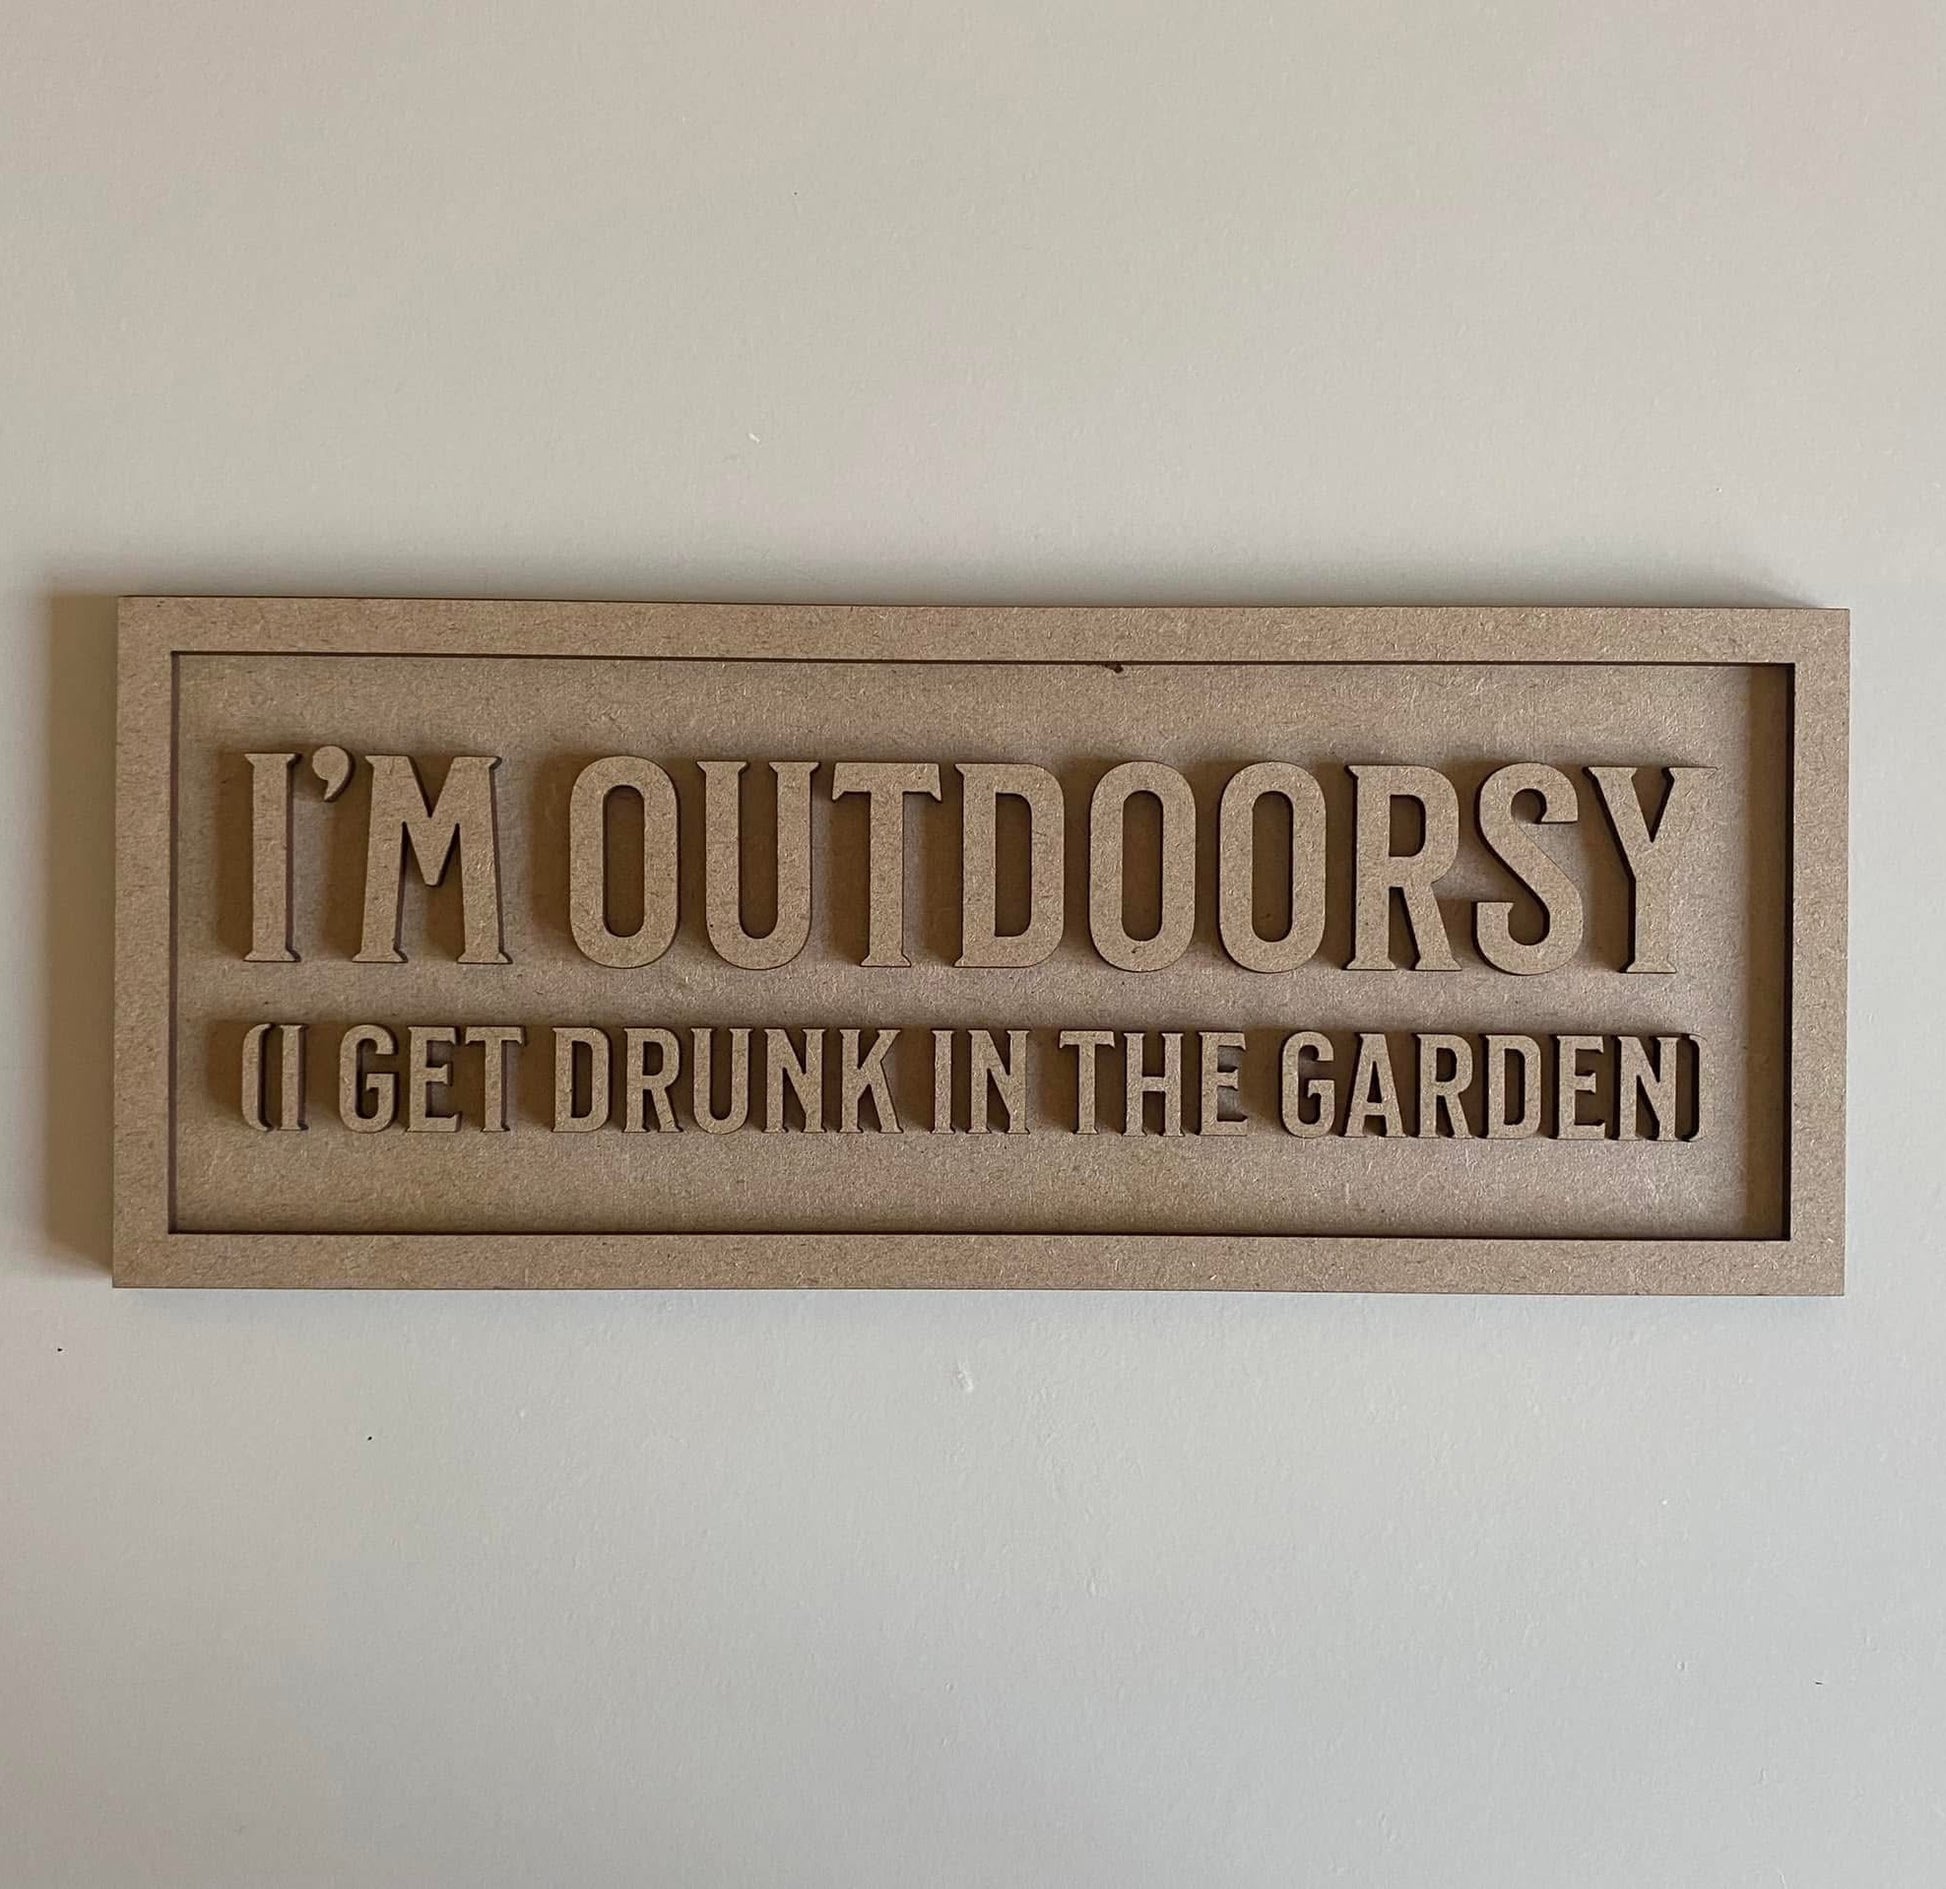 I'M OUTDOORSY
(I GET DRUNK IN THE GARDEN)